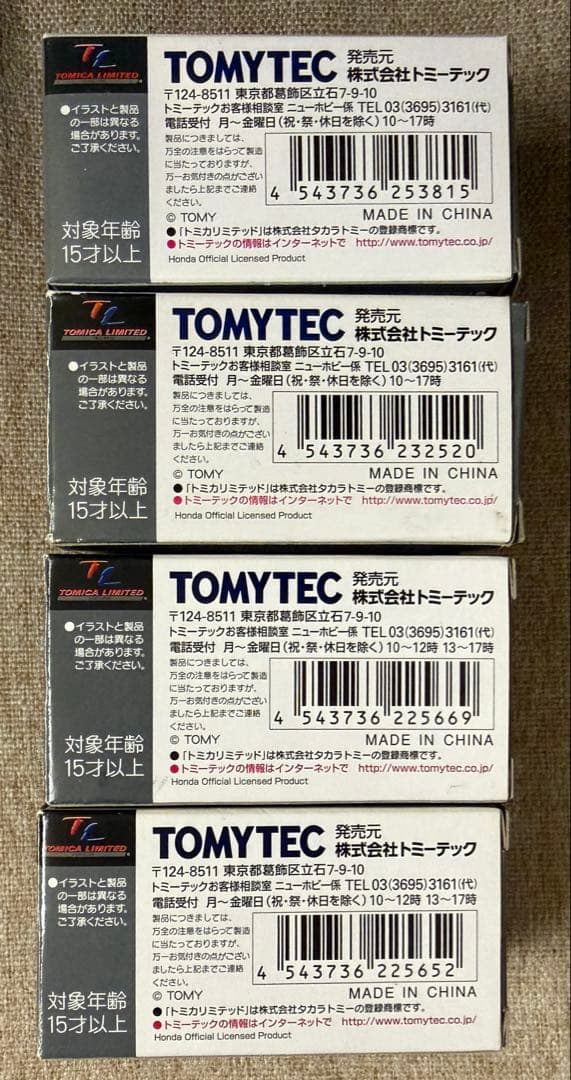 TL
TOMICA LIMITED
●イラストと製品
の一部は異なる
場合があります。
ご了承ください。
対象年齢
15才以上
TOMYTEC 発売元
株式会社トミーテック
〒124-8511 東京都葛飾区立石7-9-10
トミーテックお客様相談室 ニューホビー係 TEL 03(3695)3161(代)
電話受付 月〜金曜日(祝・祭・休日を除く)10〜17時
製品につきましては、
万全の注意をはらって製造
に当たっておりますが、
万一お気付きの点がござい
ましたら上記までご連絡
ください。
4 543736 253815
© TOMY MADE IN CHINA
●「トミカリミテッド」は株式会社タカラトミーの登録商標です。
●トミーテックの情報はインターネットで http://www.tomytec.co.jp/
Honda Official Licensed Product
TL
TOMICA LIMITED
●イラストと製品
の一部は異なる
場合があります。
ご了承ください。
対象年齢
15才以上
TOMYTEC 発売元
株式会社トミーテック
〒124-8511 東京都葛飾区立石7-9-10
トミーテックお客様相談室 ニューホビー係 TEL 03(3695)3161(代)
電話受付 月〜金曜日(祝・祭・休日を除く)10〜17時
製品につきましては、
万全の注意をはらって製造
に当たっておりますが、
万一お気付きの点がござい
ましたら上記までご連絡
ください。
4 543736 232520
© TOMY MADE IN CHINA
●「トミカリミテッド」は株式会社タカラトミーの登録商標です。
●トミーテックの情報はインターネットで http://www.tomytec.co.jp/
Honda Official Licensed Product
TL
TOMICA LIMITED
●イラストと製品
の一部は異なる
場合があります。
ご了承ください。
対象年齢
15才以上
TOMYTEC 発売元
株式会社トミーテック
〒124-8511 東京都葛飾区立石7-9-10
トミーテックお客様相談室 ニューホビー係 TEL 03(3695)3161(代)
電話受付 月〜金曜日(祝・祭・休日を除く)10〜12時 13〜17時
製品につきましては、
万全の注意をはらって製造
に当たっておりますが、
万一お気付きの点がござい
ましたら上記までご連絡
ください。
4 543736 225669
© TOMY MADE IN CHINA
●「トミカリミテッド」は株式会社タカラトミーの登録商標です。
●トミーテックの情報はインターネットで http://www.tomytec.co.jp/
Honda Official Licensed Product
TL
TOMICA LIMITED
●イラストと製品
の一部は異なる
場合があります。
ご了承ください。
対象年齢
15才以上
TOMYTEC 発売元
株式会社トミーテック
〒124-8511 東京都葛飾区立石7-9-10
トミーテックお客様相談室 ニューホビー係 TEL 03(3695)3161(代)
電話受付 月〜金曜日(祝・祭・休日を除く)10〜12時 13〜17時
製品につきましては、
万全の注意をはらって製造
に当たっておりますが、
万一お気付きの点がござい
ましたら上記までご連絡
ください。
4 543736 225652
© TOMY MADE IN CHINA
●「トミカリミテッド」は株式会社タカラトミーの登録商標です。
●トミーテックの情報はインターネットで http://www.tomytec.co.jp/
Honda Official Licensed Product